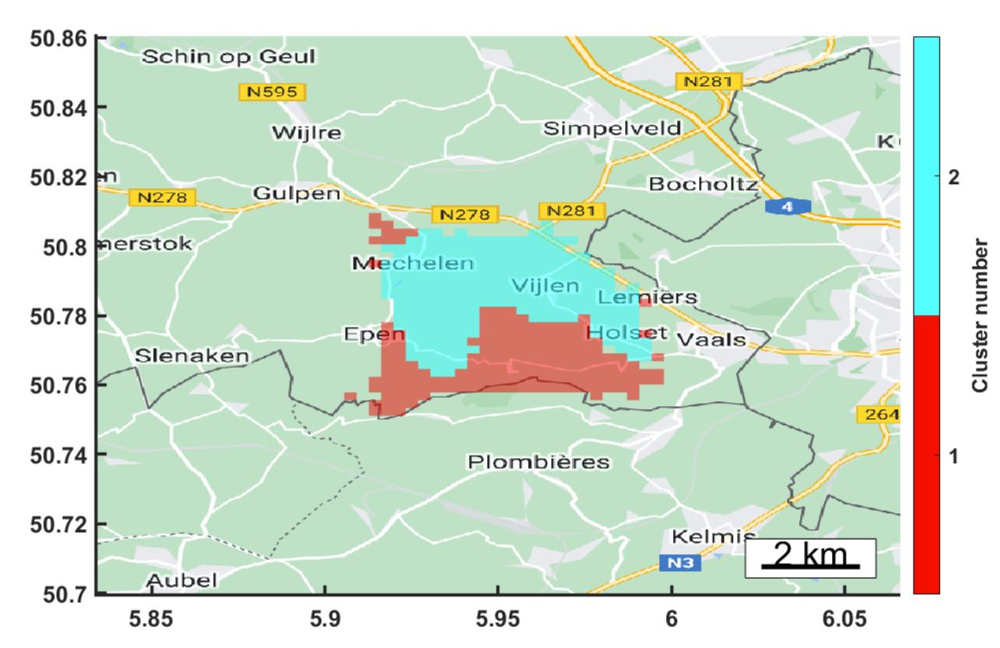 50.86
50.84
50.82
50.8
50.78
50.76
50.74
50.72
50.7
5.85
5.9
5.95
6
6.05
Schin op Geul
N595
N281
Wijlre
Simpelveld
K
en
Gulpen
Bocholtz
N278
N278
N281
4
merstok
Mechelen
Vijlen
Lemiers
Epen
Holset
Vaals
Slenaken
264
Plombières
Kelmis
N3
Aubel
2 km
2
1
Cluster number